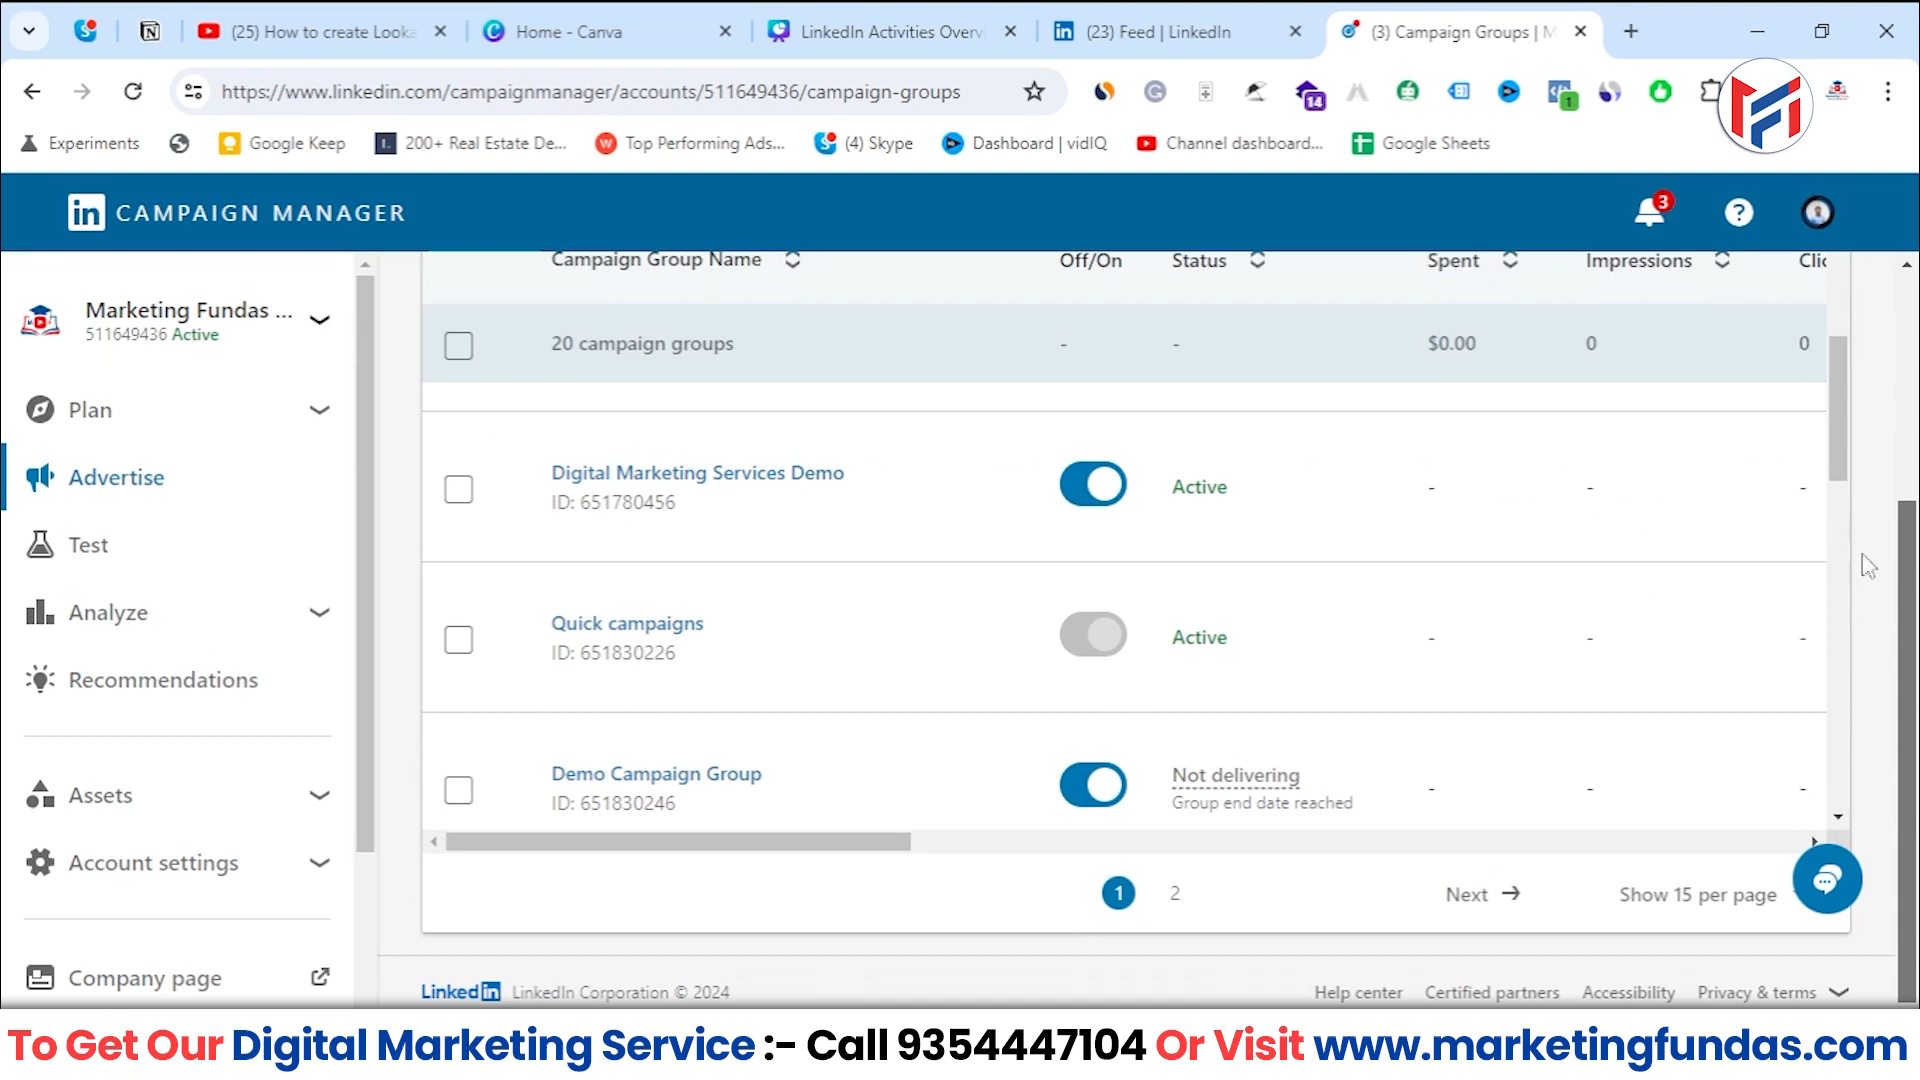 (25) How to create Looka
Home - Canva
LinkedIn Activities Overv
(23) Feed | LinkedIn
(3) Campaign Groups | M
https://www.linkedin.com/campaignmanager/accounts/511649436/campaign-groups
14
1
Experiments
Google Keep
200+ Real Estate De...
Top Performing Ads...
(4) Skype
Dashboard | vidIQ
Channel dashboard...
Google Sheets
in CAMPAIGN MANAGER
3
?
Marketing Fundas ...
511649436 Active
Plan
Advertise
Test
Analyze
Recommendations
Assets
Account settings
Company page
Campaign Group Name Off/On Status Spent Impressions Clic
20 campaign groups - - $0.00 0 0
Digital Marketing Services Demo
ID: 651780456
Active - - -
Quick campaigns
ID: 651830226
Active - - -
Demo Campaign Group
ID: 651830246
Not delivering
Group end date reached
- - -
1 2 Next → Show 15 per page
LinkedIn LinkedIn Corporation © 2024 Help center Certified partners Accessibility Privacy & terms
To Get Our Digital Marketing Service :- Call 9354447104 Or Visit www.marketingfundas.com